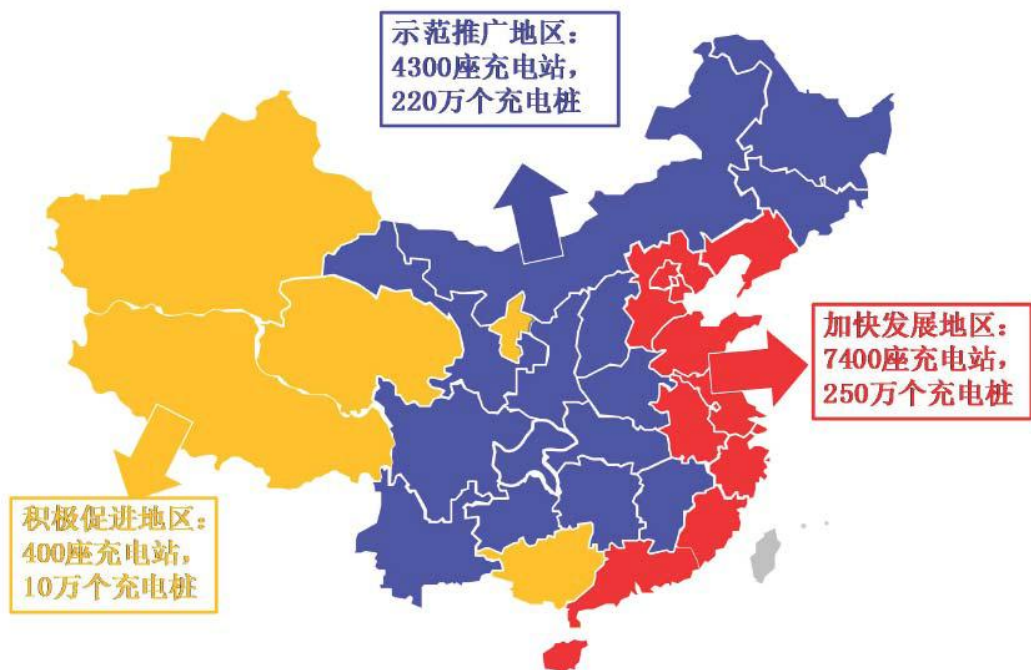 示范推广地区：
4300座充电站，
220万个充电桩
加快发展地区：
7400座充电站，
250万个充电桩
积极促进地区：
400座充电站，
10万个充电桩